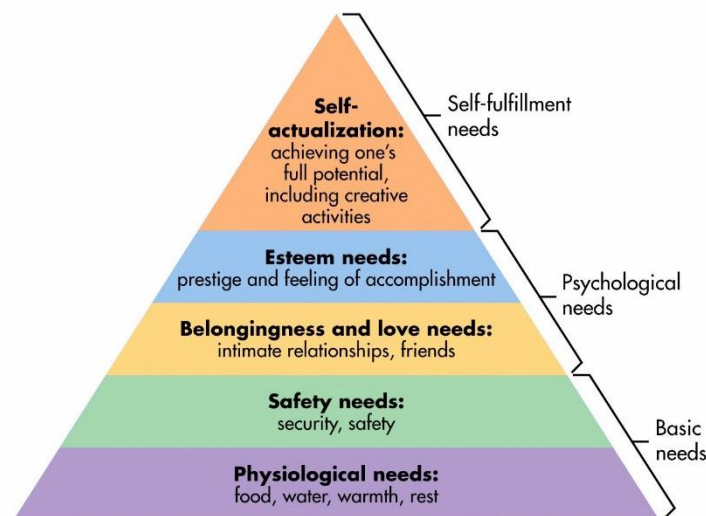 Self-
actualization:
achieving one's
full potential,
including creative
activities
Self-fulfillment
needs
Esteem needs:
prestige and feeling of accomplishment
Belongingness and love needs:
intimate relationships, friends
Psychological
needs
Safety needs:
security, safety
Physiological needs:
food, water, warmth, rest
Basic
needs